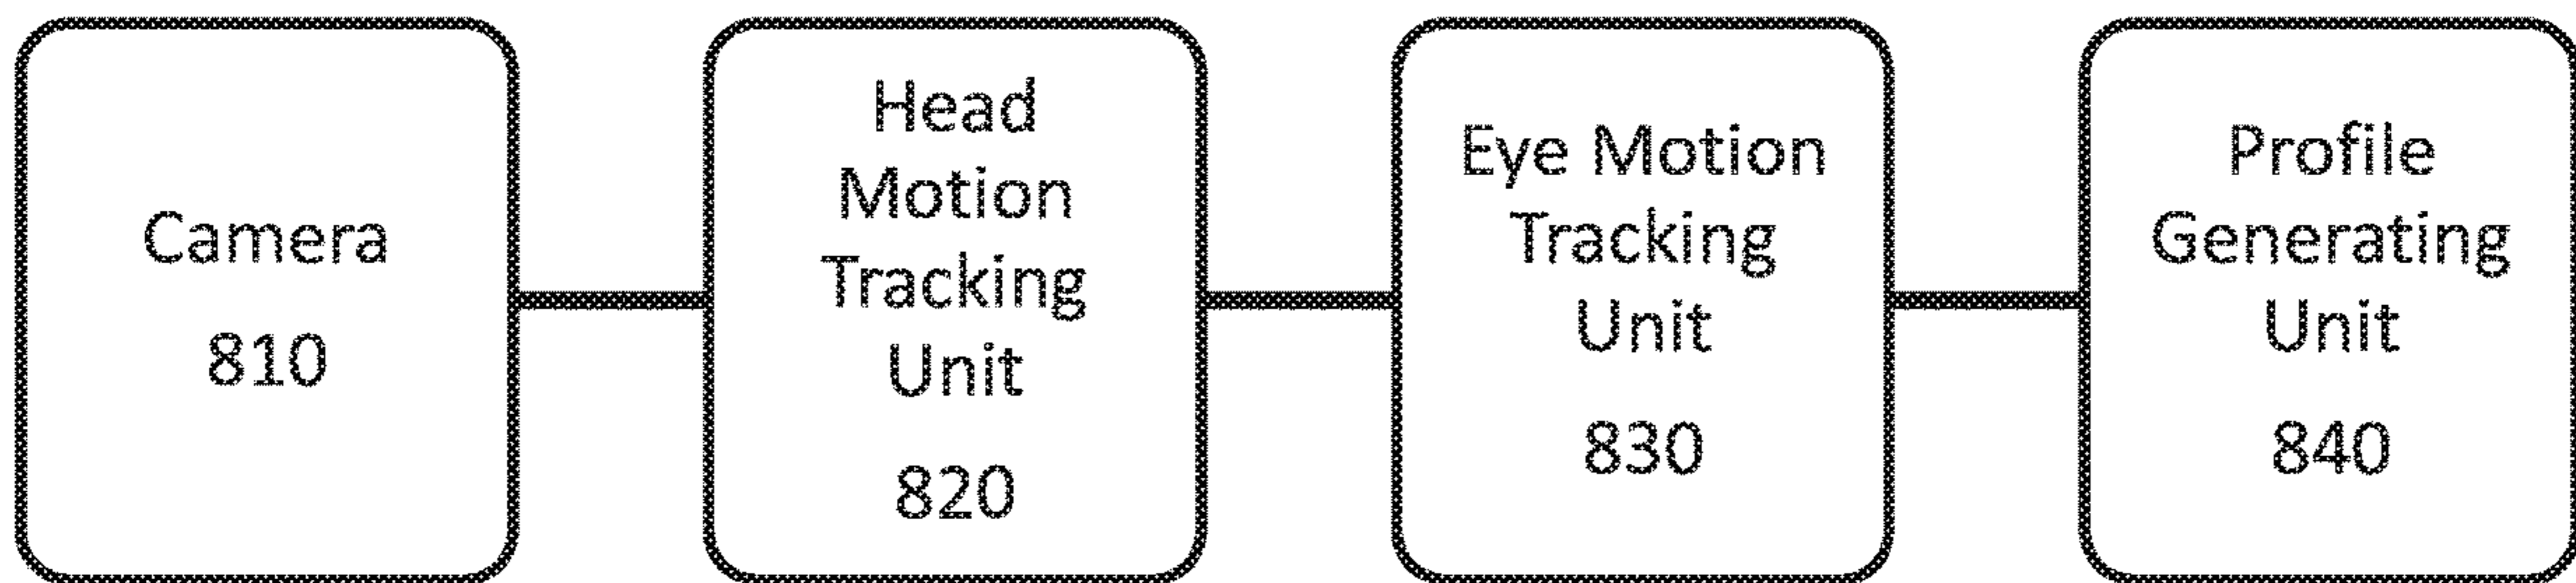 Camera
810
Head
Motion
Tracking
Unit
820
Eye Motion
Tracking
Unit
830
Profile
Generating
Unit
840